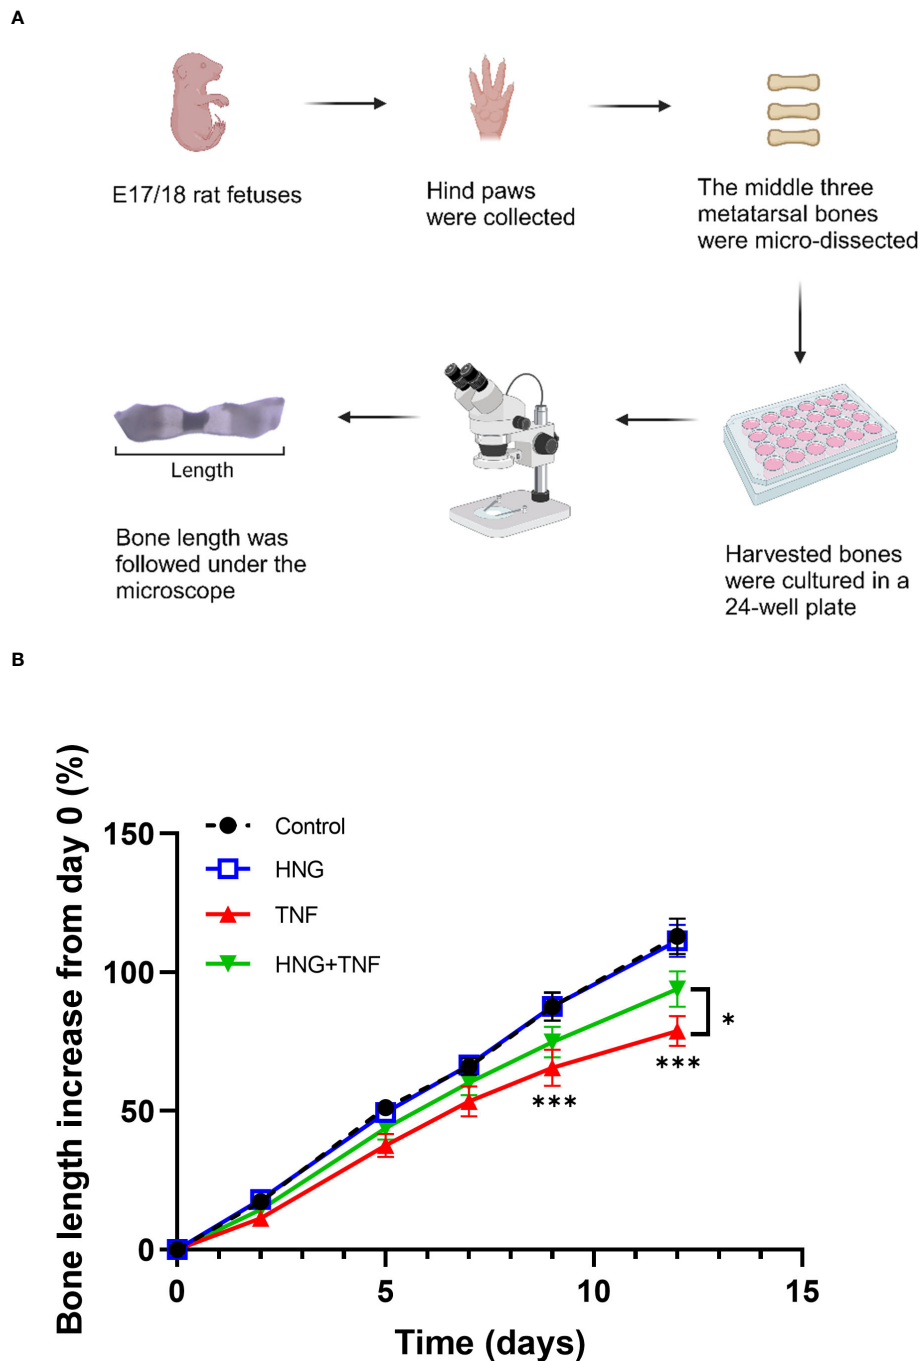 A
E17/18 rat fetuses
Hind paws
were collected
The middle three
metatarsal bones
were micro-dissected
Length
Bone length was
followed under the
microscope
Harvested bones
were cultured in a
24-well plate
B
Bone length increase from day 0 (%)
150
100
50
0
Control
HNG
TNF
HNG+TNF
*
***
***
0
5
10
15
Time (days)